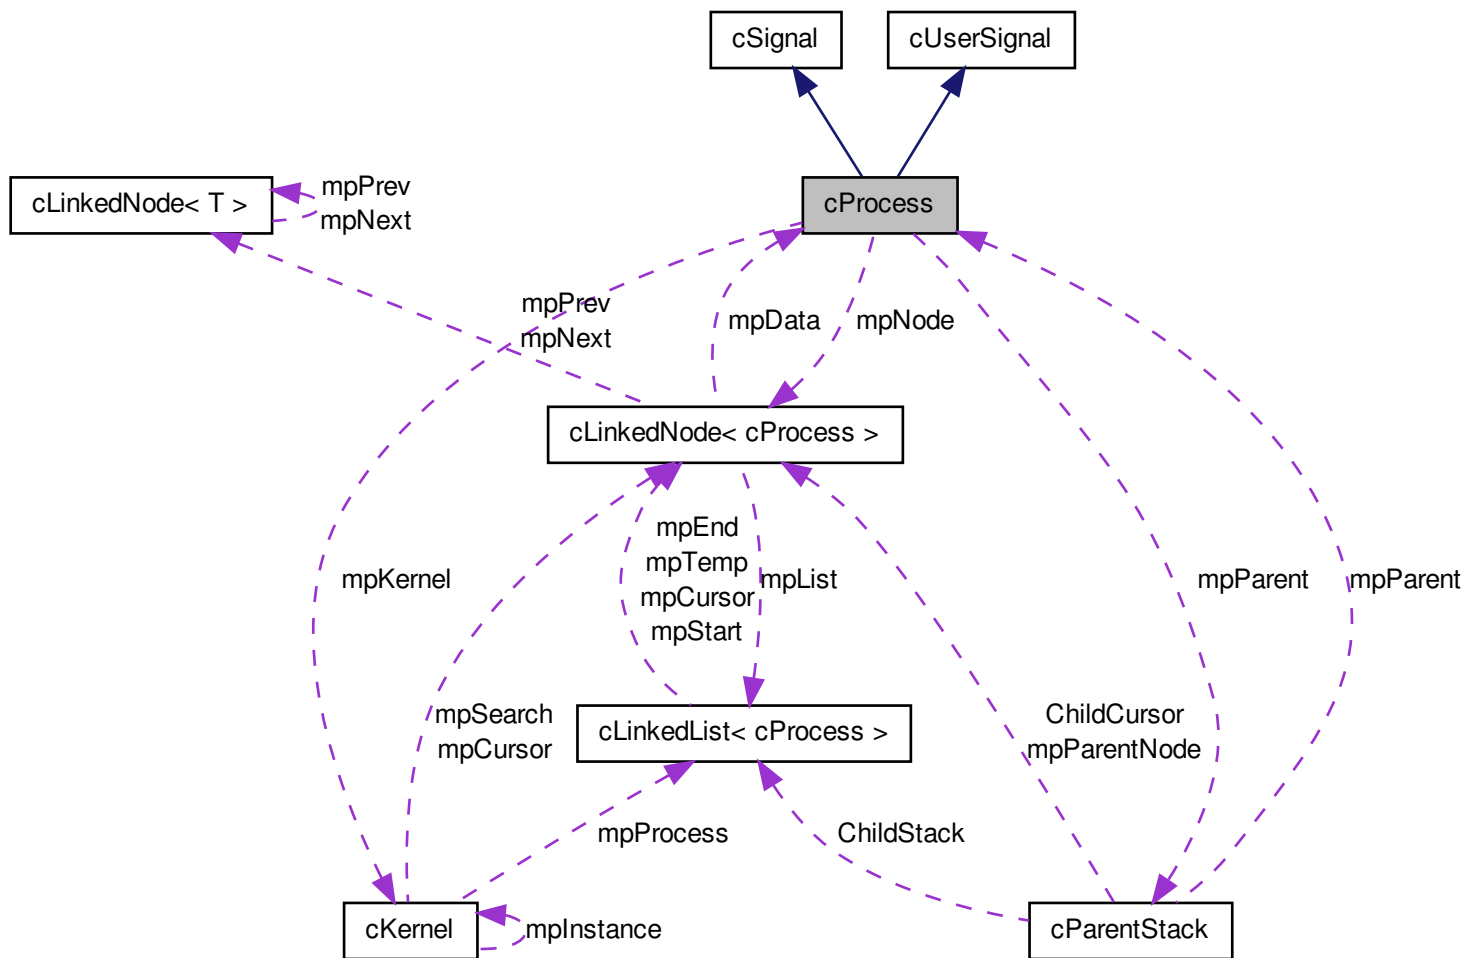 cSignal
cUserSignal
cLinkedNode< T >
mpPrev
mpNext
cProcess
mpPrev
mpNext
mpData
mpNode
cLinkedNode< cProcess >
mpKernel
mpEnd
mpTemp
mpCursor
mpStart
mpList
mpParent
mpParent
mpSearch
mpCursor
cLinkedList< cProcess >
ChildCursor
mpParentNode
mpProcess
ChildStack
cKernel
mpInstance
cParentStack